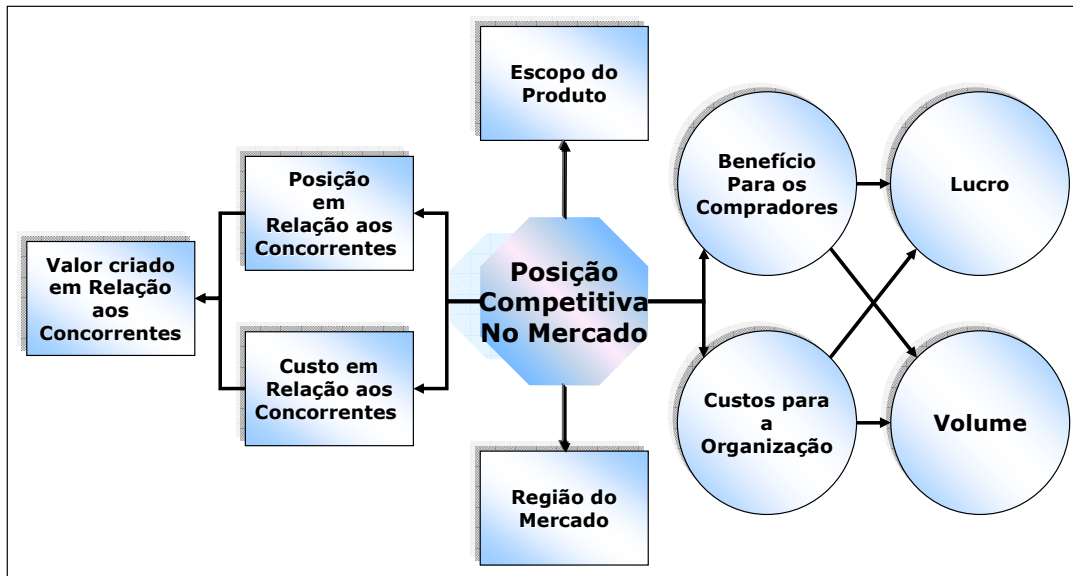 Escopo do
Produto
Posição
em
Relação aos
Concorrentes
Valor criado
em Relação
aos
Concorrentes
Custo em
Relação aos
Concorrentes
Posição
Competitiva
No Mercado
Região do
Mercado
Benefício
Para os
Compradores
Lucro
Custos para
a
Organização
Volume